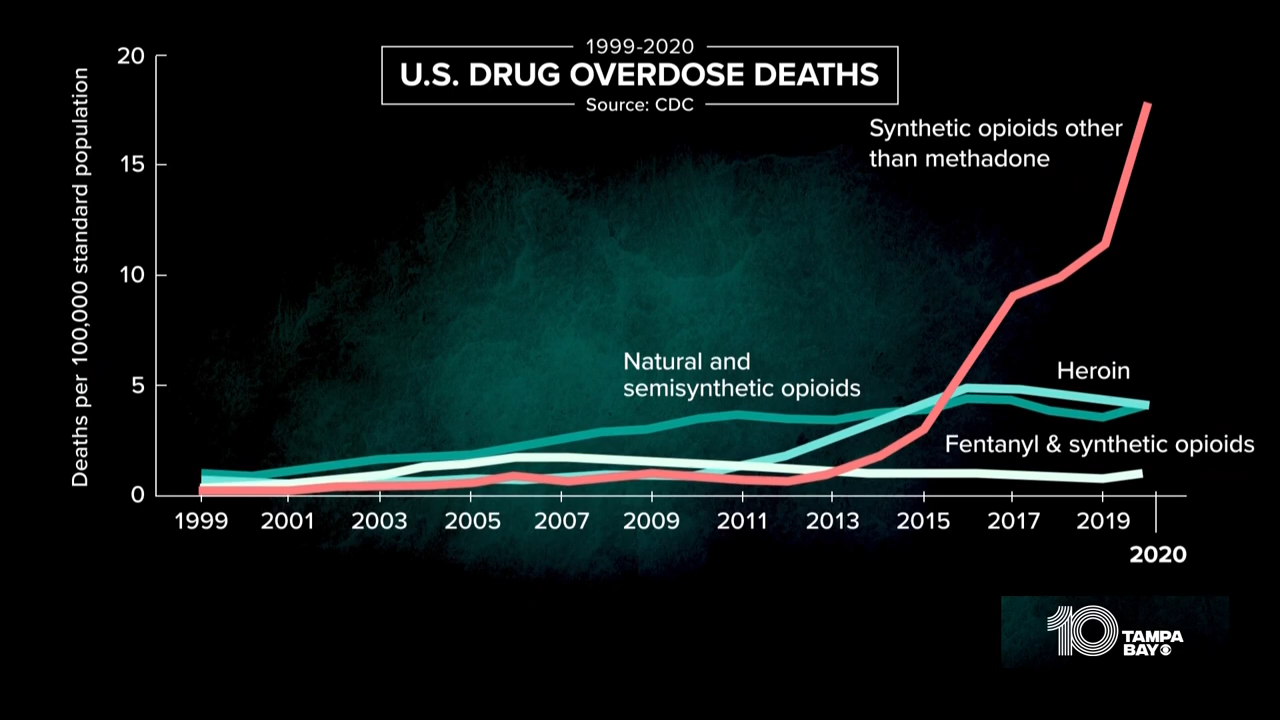 1999-2020
U.S. DRUG OVERDOSE DEATHS
Source: CDC
Deaths per 100,000 standard population
20
15
10
5
0
Synthetic opioids other
than methadone
Natural and
semisynthetic opioids
Heroin
Fentanyl & synthetic opioids
1999 2001 2003 2005 2007 2009 2011 2013 2015 2017 2019
2020
10 TAMPA
BAY